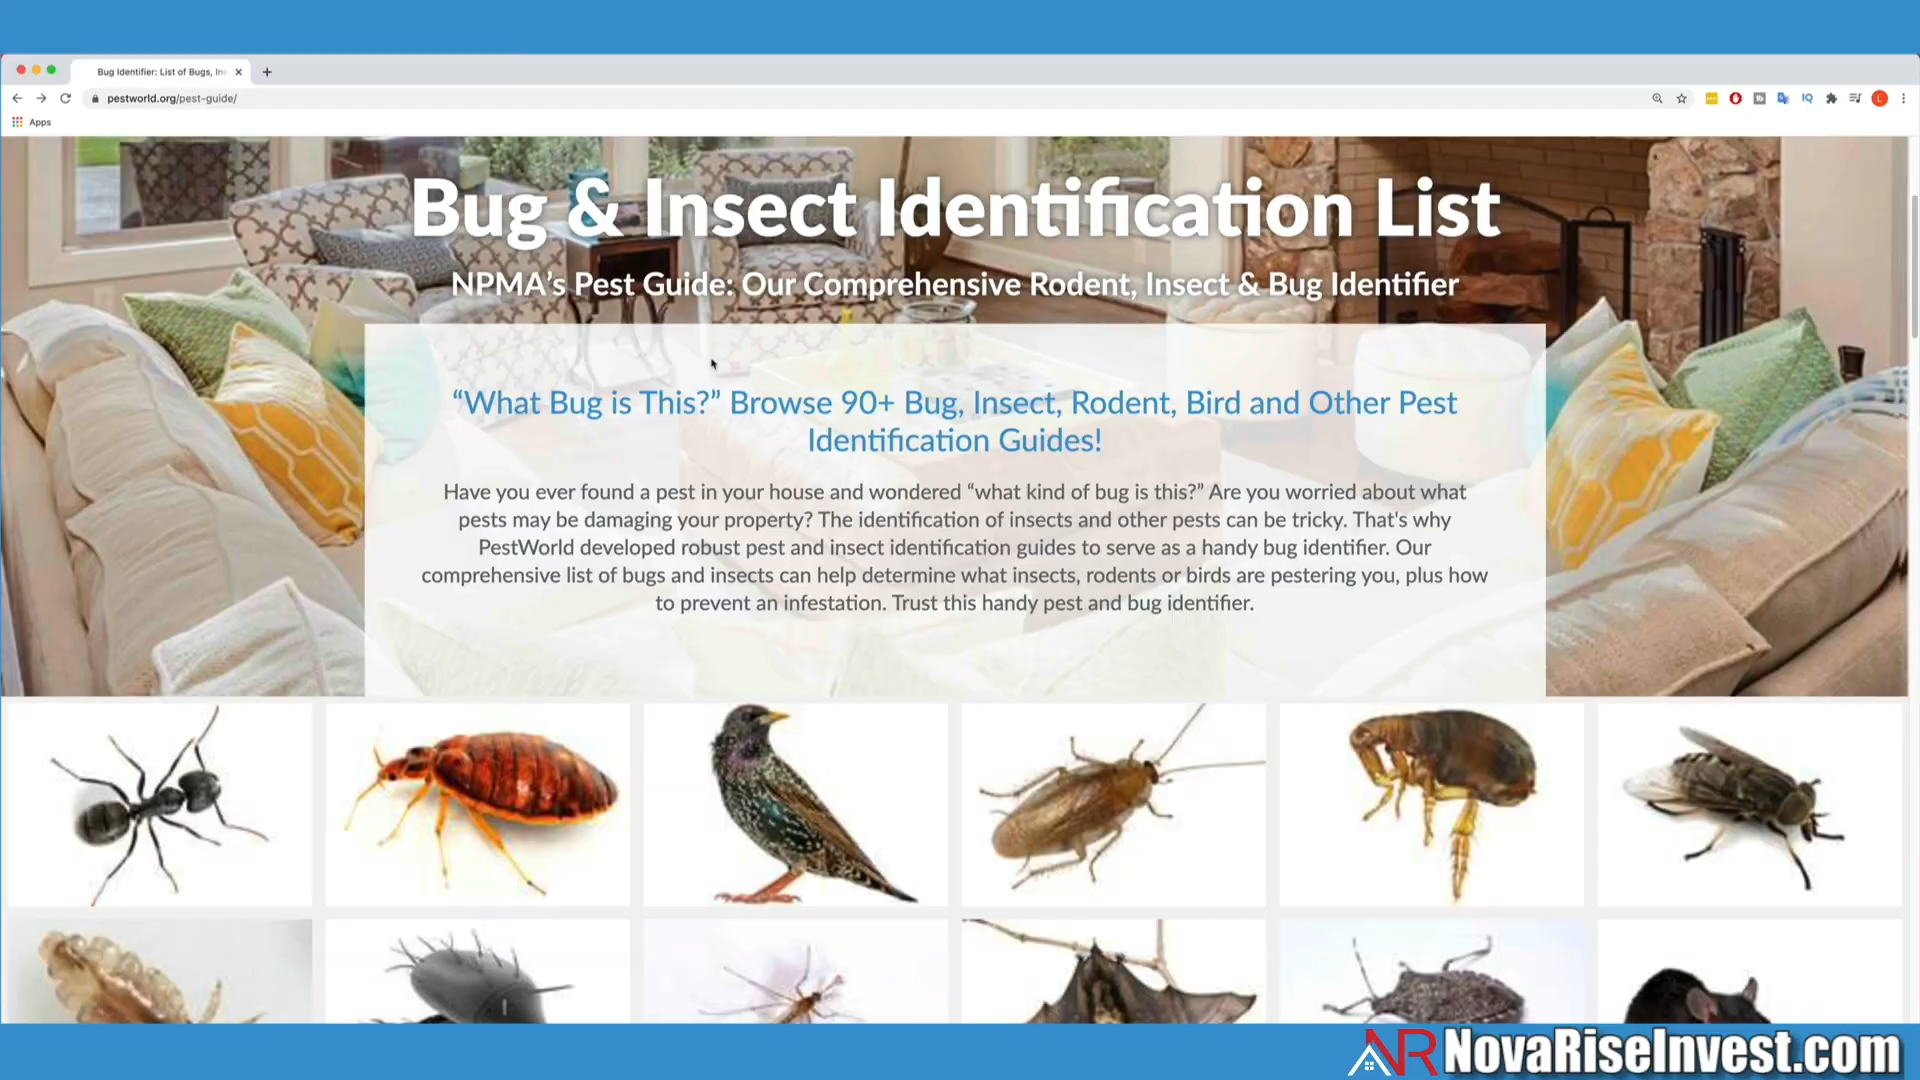 Bug Identifier: List of Bugs, In
pestworld.org/pest-guide/
IQ
L
Apps
Bug & Insect Identification List
NPMA’s Pest Guide: Our Comprehensive Rodent, Insect & Bug Identifier
“What Bug is This?” Browse 90+ Bug, Insect, Rodent, Bird and Other Pest
Identification Guides!
Have you ever found a pest in your house and wondered “what kind of bug is this?” Are you worried about what
pests may be damaging your property? The identification of insects and other pests can be tricky. That's why
PestWorld developed robust pest and insect identification guides to serve as a handy bug identifier. Our
comprehensive list of bugs and insects can help determine what insects, rodents or birds are pestering you, plus how
to prevent an infestation. Trust this handy pest and bug identifier.
NR NovaRiseInvest.com